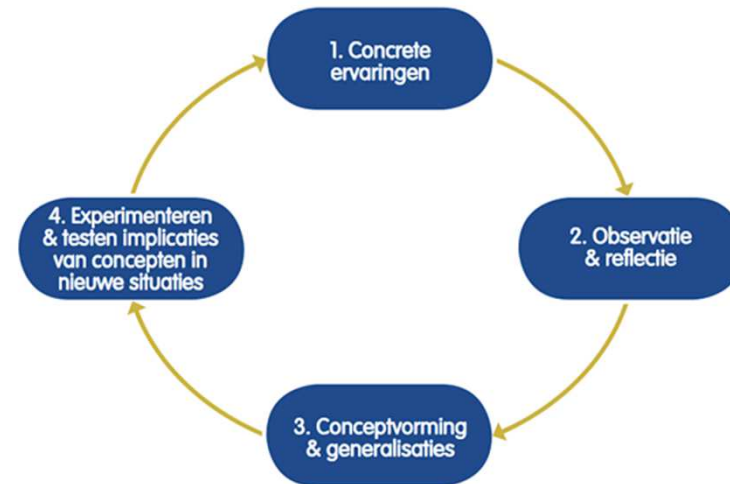 1. Concrete
ervaringen
2. Observatie
& reflectie
3. Conceptvorming
& generalisaties
4. Experimenteren
& testen implicaties
van concepten in
nieuwe situaties